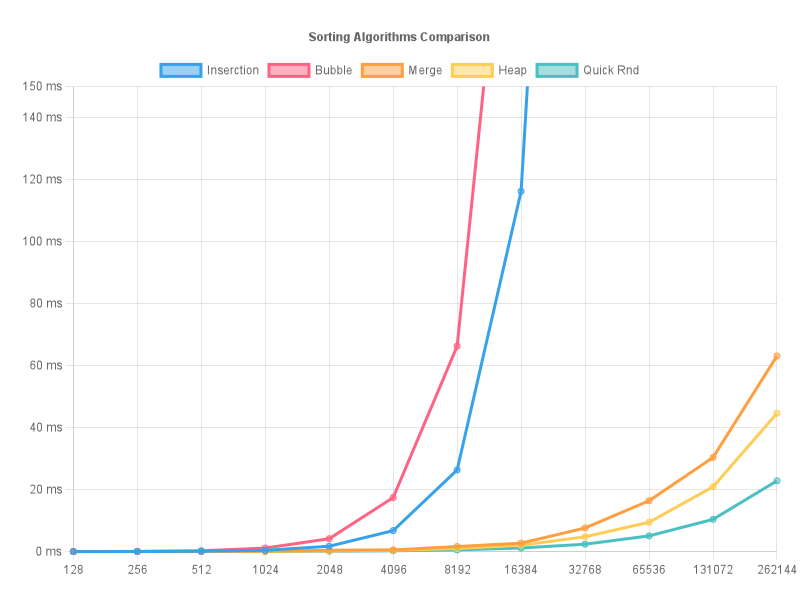 Sorting Algorithms Comparison
Inserction Bubble Merge Heap Quick Rnd
150 ms
140 ms
120 ms
100 ms
80 ms
60 ms
40 ms
20 ms
0 ms
128 256 512 1024 2048 4096 8192 16384 32768 65536 131072 262144